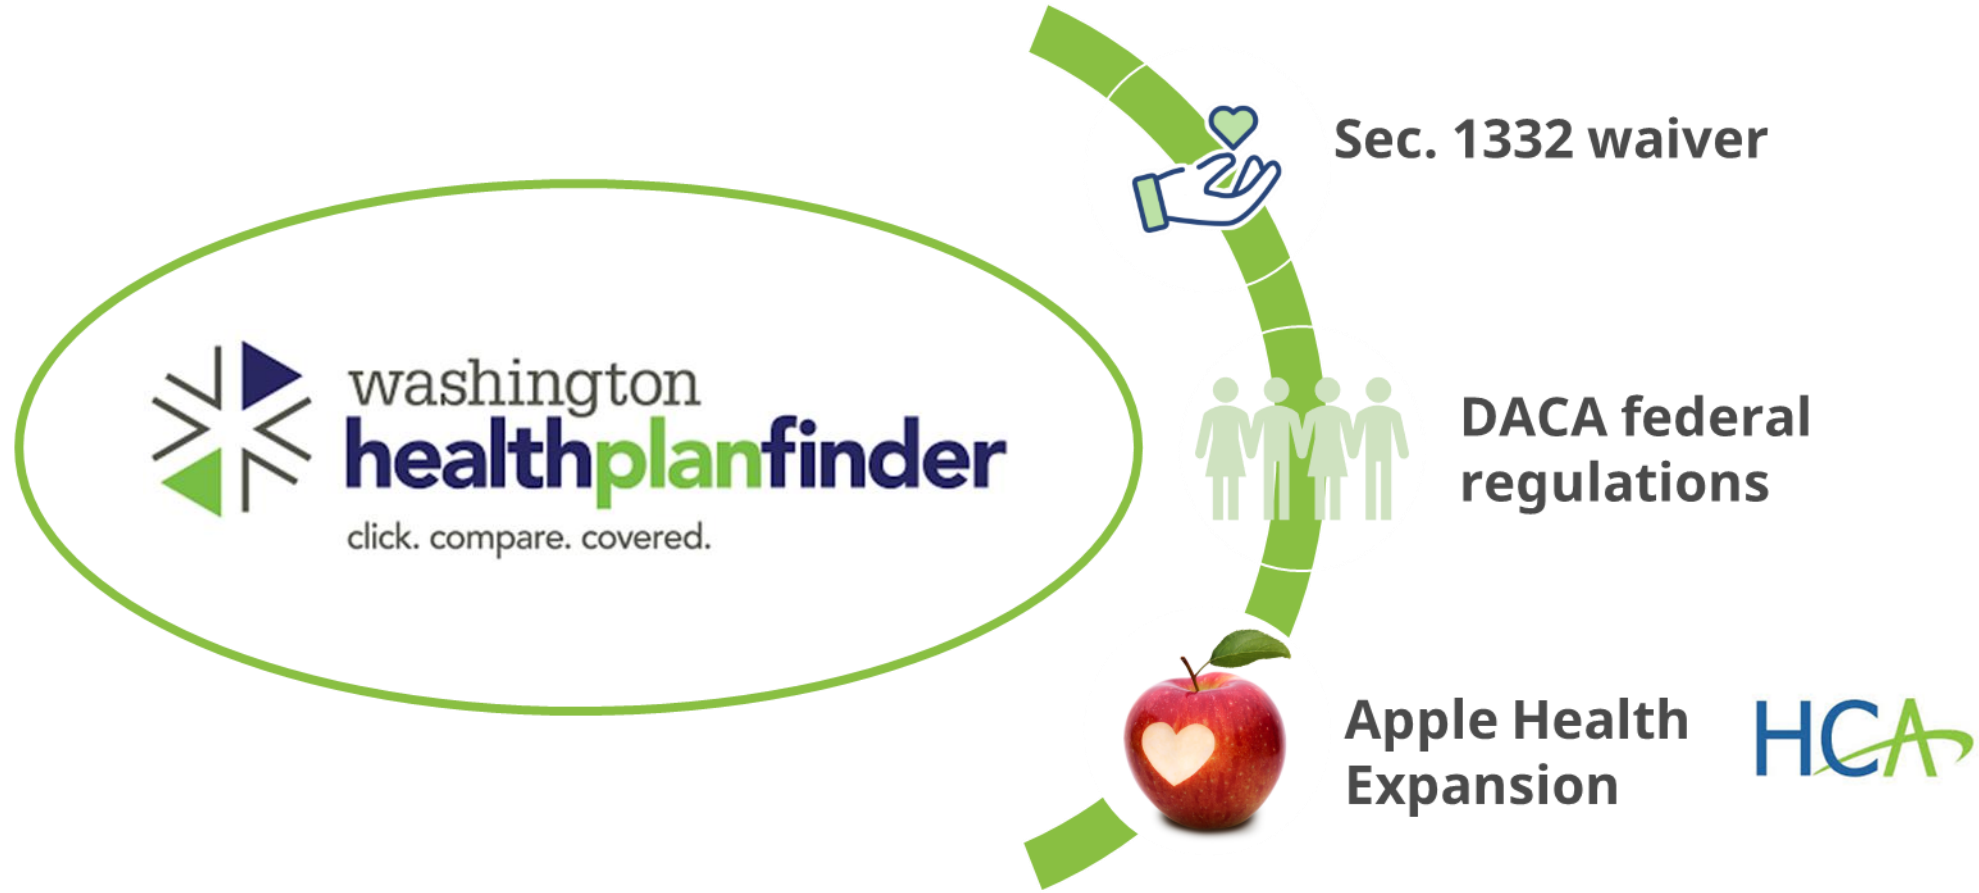 washington
healthplanfinder
click. compare. covered.
Sec. 1332 waiver
DACA federal
regulations
Apple Health
Expansion
HCA